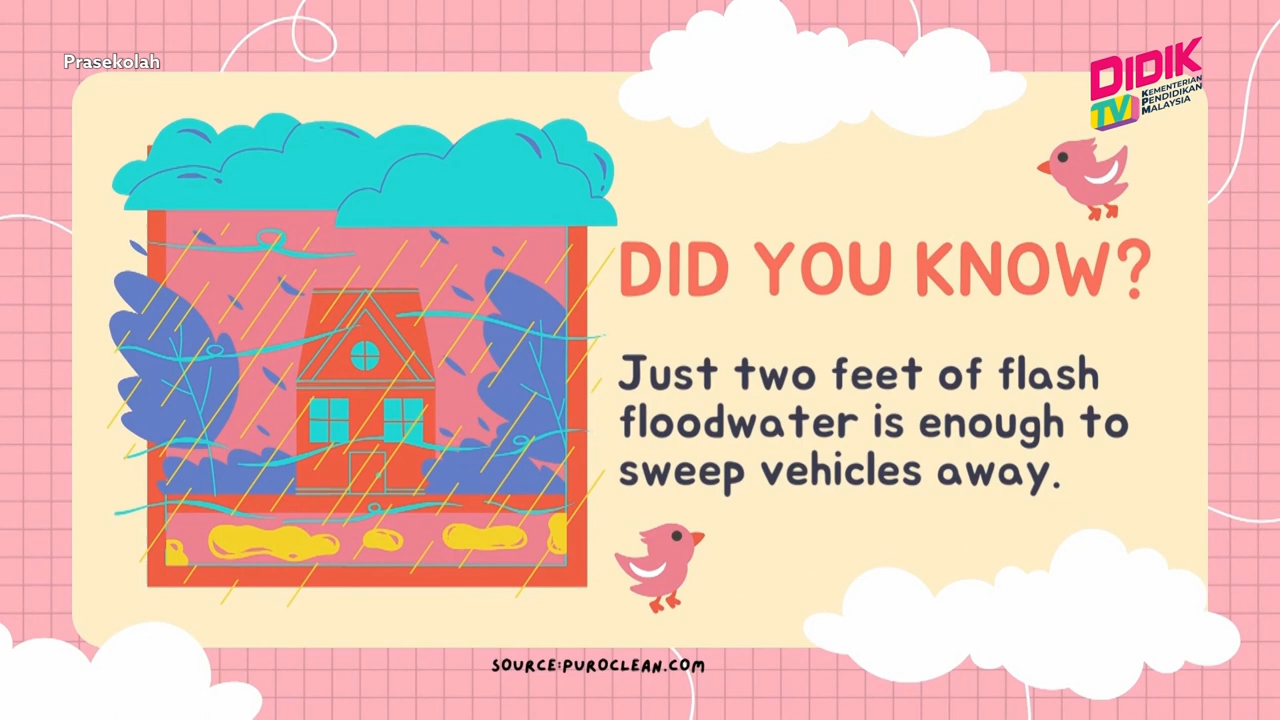 Prasekolah
DIDIK
TV
KEMENTERIAN
PENDIDIKAN
MALAYSIA
DID YOU KNOW?
Just two feet of flash
floodwater is enough to
sweep vehicles away.
SOURCE:PUROCLEAN.COM